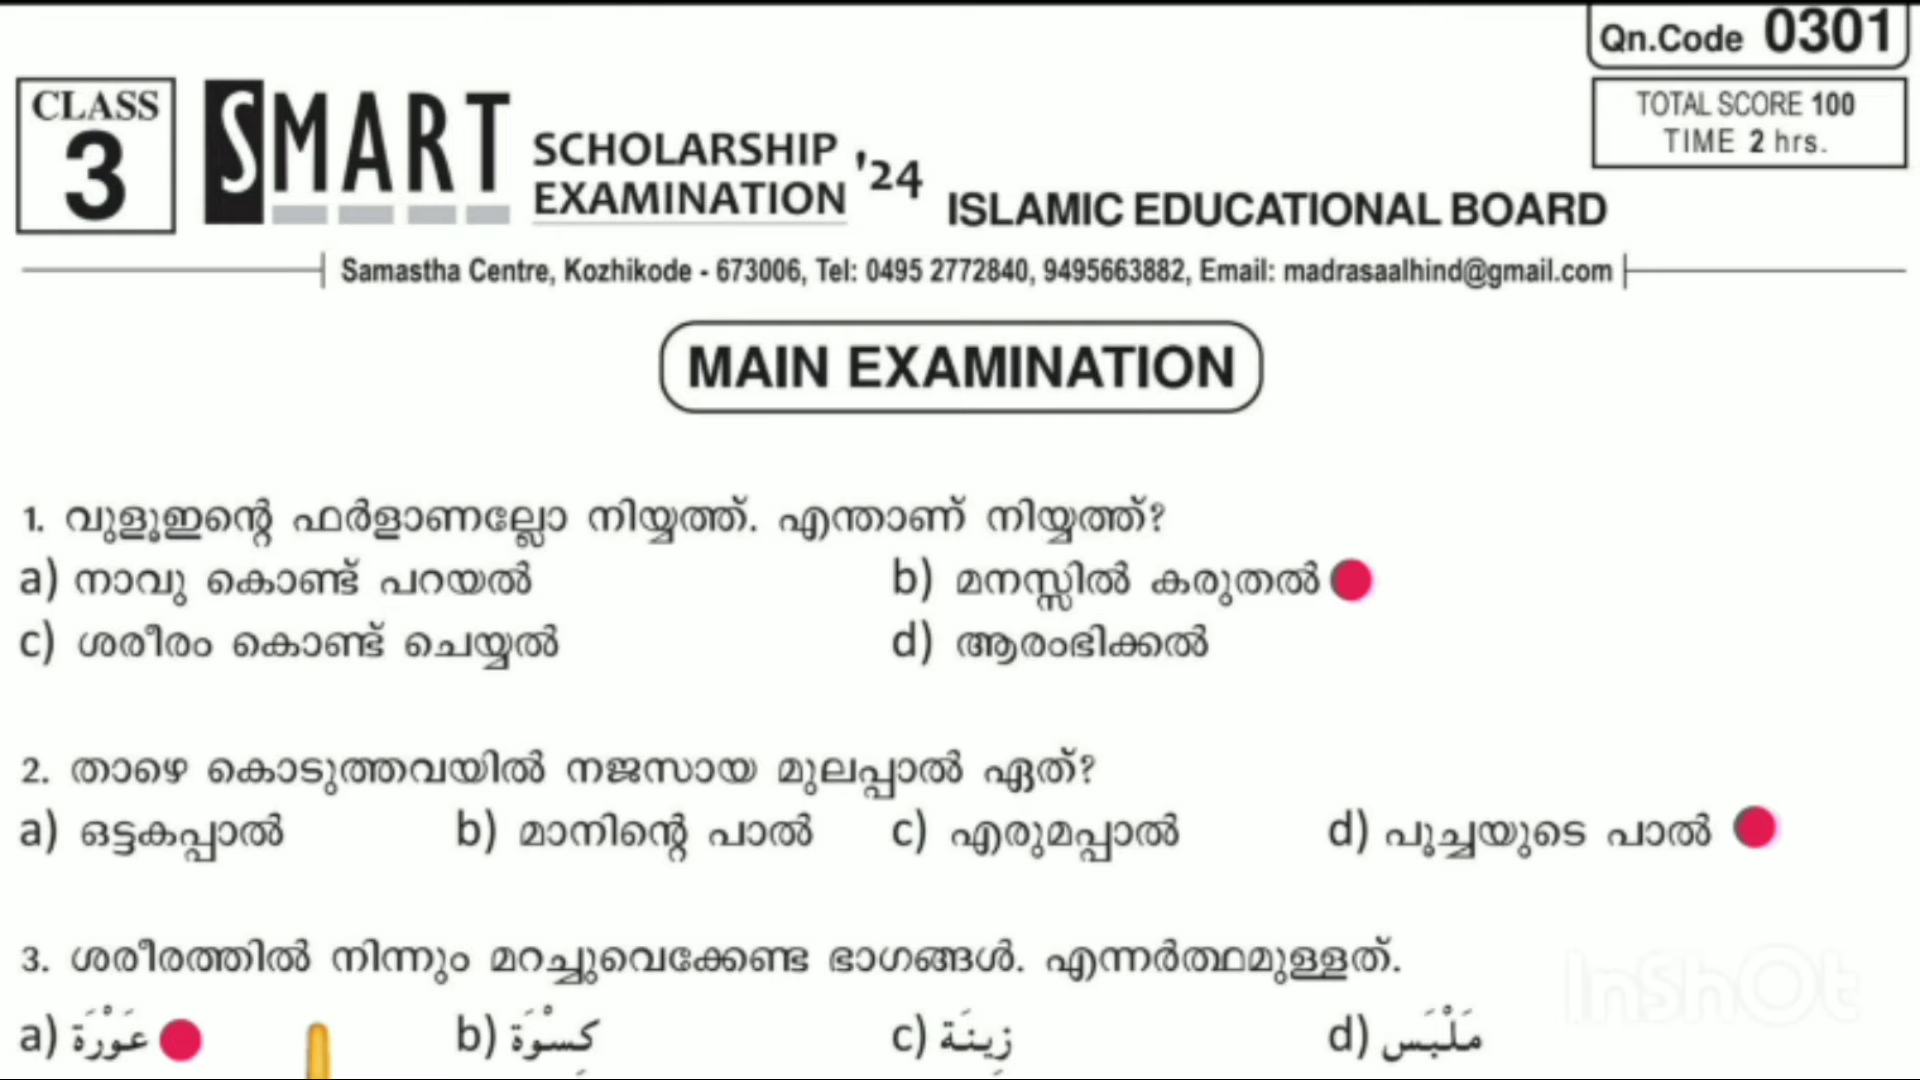 Qn.Code 0301
CLASS
3
SMART
SCHOLARSHIP
EXAMINATION '24
ISLAMIC EDUCATIONAL BOARD
TOTAL SCORE 100
TIME 2 hrs.
Samastha Centre, Kozhikode - 673006, Tel: 0495 2772840, 9495663882, Email: madrasaalhind@gmail.com
MAIN EXAMINATION
1. വുളൂഇന്റെ ഫർളാണല്ലോ നിയ്യത്ത്. എന്താണ് നിയ്യത്ത്?
a) നാവു കൊണ്ട് പറയൽ b) മനസ്സിൽ കരുതൽ
c) ശരീരം കൊണ്ട് ചെയ്യൽ d) ആരംഭിക്കൽ
2. താഴെ കൊടുത്തവയിൽ നജസായ മുലപ്പാൽ ഏത്?
a) ഒട്ടകപ്പാൽ b) മാനിന്റെ പാൽ c) എരുമപ്പാൽ d) പൂച്ചയുടെ പാൽ
3. ശരീരത്തിൽ നിന്നും മറച്ചുവെക്കേണ്ട ഭാഗങ്ങൾ. എന്നർത്ഥമുള്ളത്.
a) عَوْرَة b) كِسْوَة c) زِينَة d) مَلْبَس
InShOt